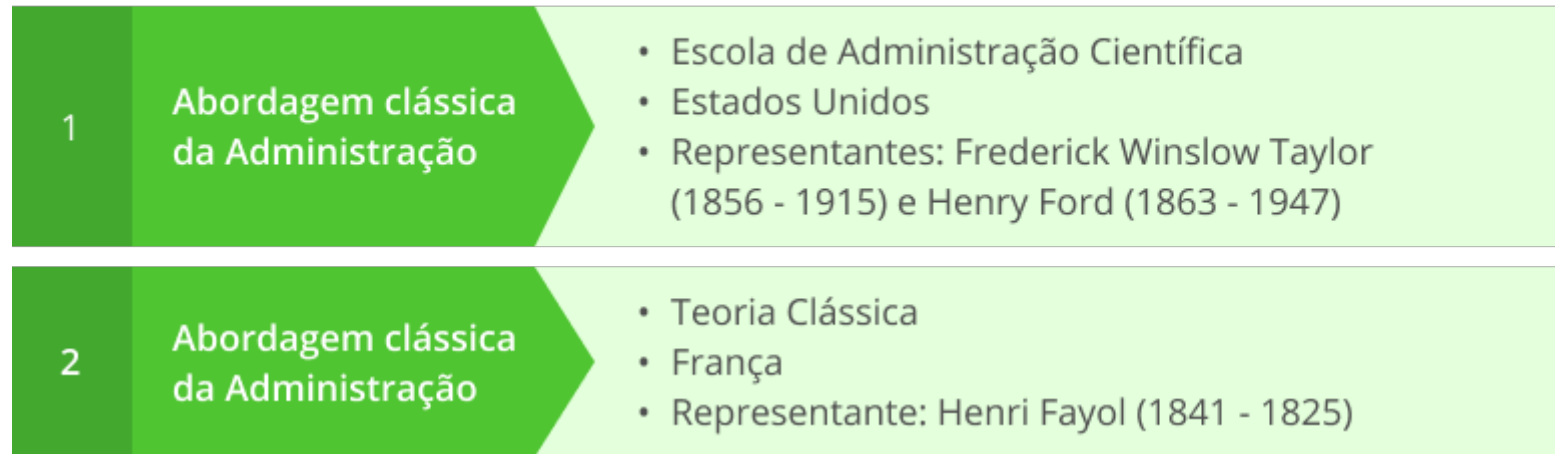 1
Abordagem clássica
da Administração
• Escola de Administração Científica
• Estados Unidos
• Representantes: Frederick Winslow Taylor
(1856 - 1915) e Henry Ford (1863 - 1947)
2
Abordagem clássica
da Administração
• Teoria Clássica
• França
• Representante: Henri Fayol (1841 - 1825)